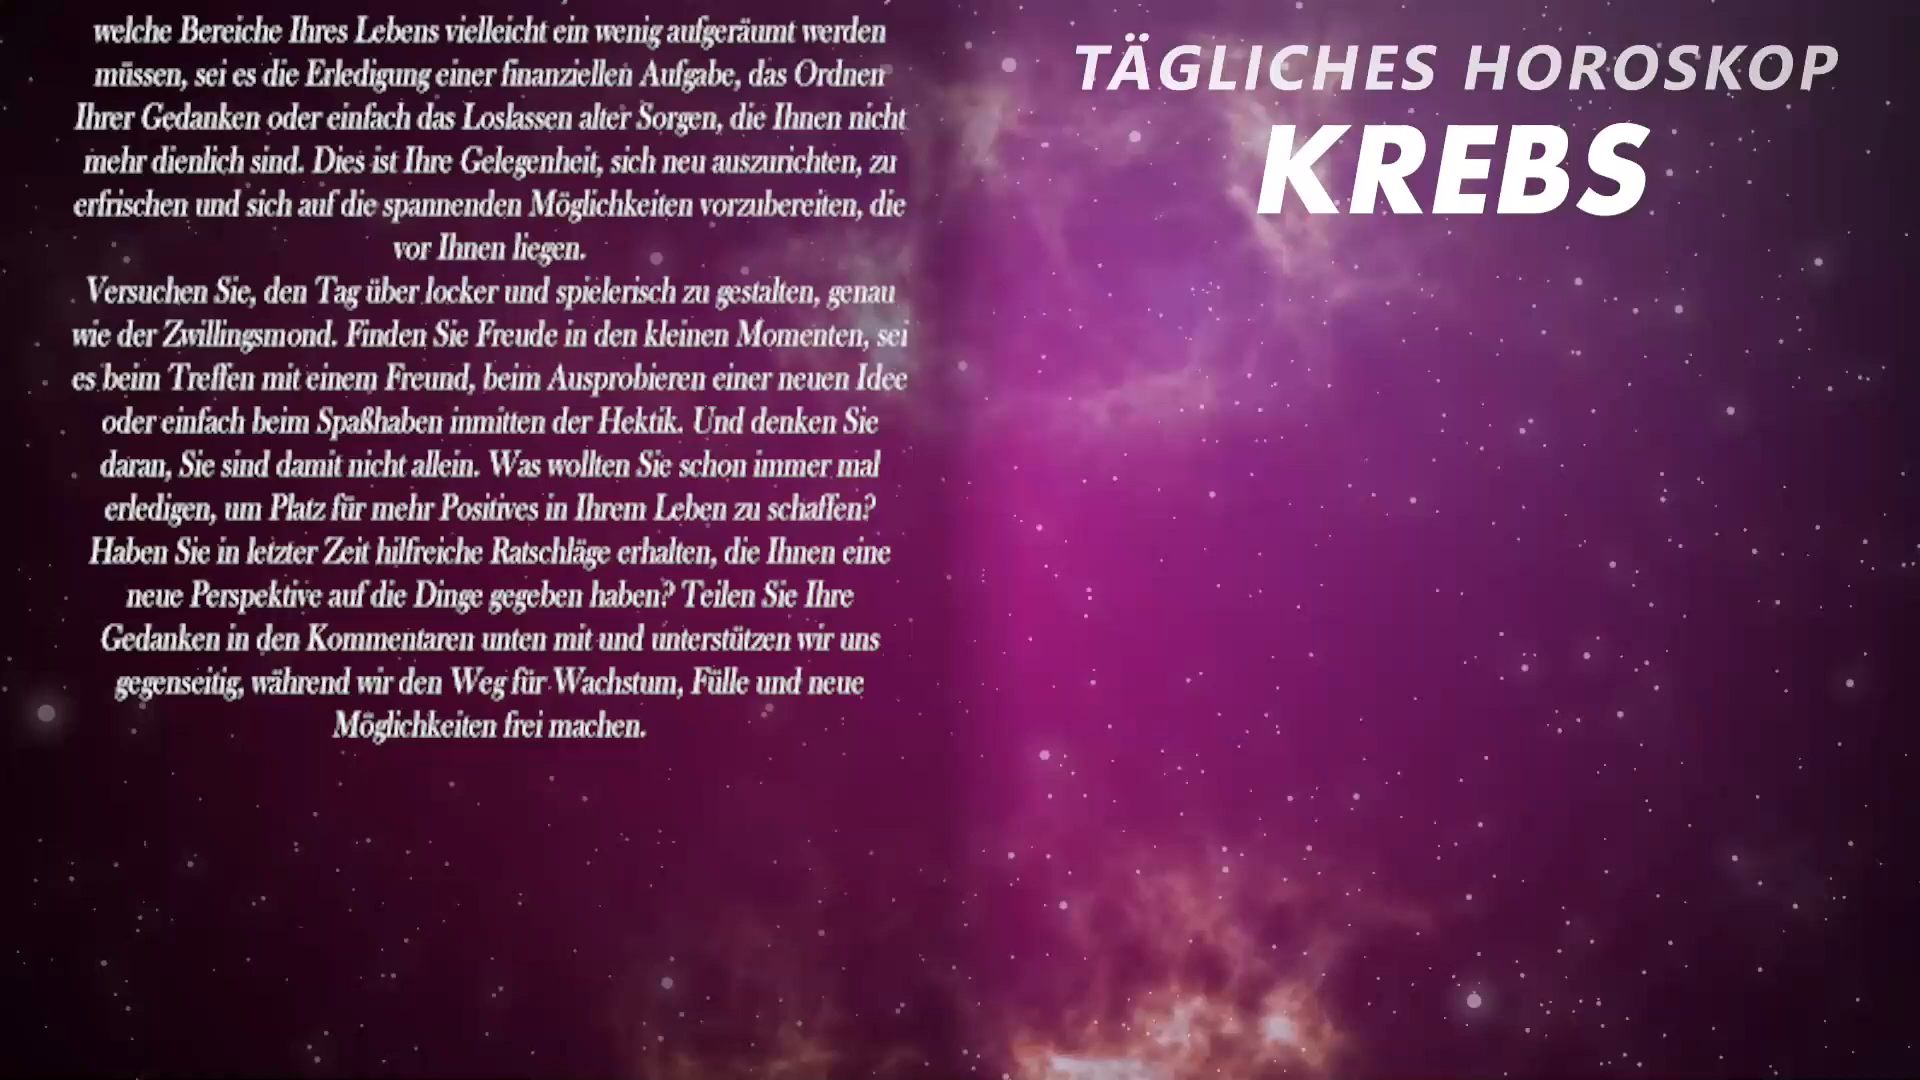 welche Bereiche Ihres Lebens vielleicht ein wenig aufgeräumt werden
müssen, sei es die Erledigung einer finanziellen Aufgabe, das Ordnen
Ihrer Gedanken oder einfach das Loslassen alter Sorgen, die Ihnen nicht
mehr dienlich sind. Dies ist Ihre Gelegenheit, sich neu auszurichten, zu
erfrischen und sich auf die spannenden Möglichkeiten vorzubereiten, die
vor Ihnen liegen.
Versuchen Sie, den Tag über locker und spielerisch zu gestalten, genau
wie der Zwillingsmond. Finden Sie Freude in den kleinen Momenten, sei
es beim Treffen mit einem Freund, beim Ausprobieren einer neuen Idee
oder einfach beim Spaßhaben inmitten der Hektik. Und denken Sie
daran, Sie sind damit nicht allein. Was wollten Sie schon immer mal
erledigen, um Platz für mehr Positives in Ihrem Leben zu schaffen?
Haben Sie in letzter Zeit hilfreiche Ratschläge erhalten, die Ihnen eine
neue Perspektive auf die Dinge gegeben haben? Teilen Sie Ihre
Gedanken in den Kommentaren unten mit und unterstützen wir uns
gegenseitig, während wir den Weg für Wachstum, Fülle und neue
Möglichkeiten frei machen.
TÄGLICHES HOROSKOP
KREBS